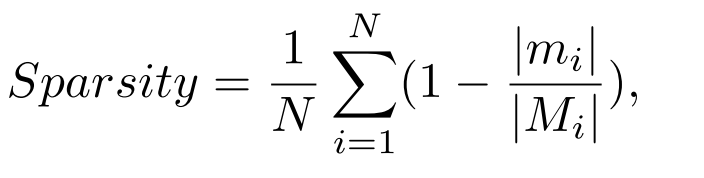 $Sparsity = \frac{1}{N} \sum_{i=1}^{N} (1 - \frac{|m_i|}{|M_i|}),$